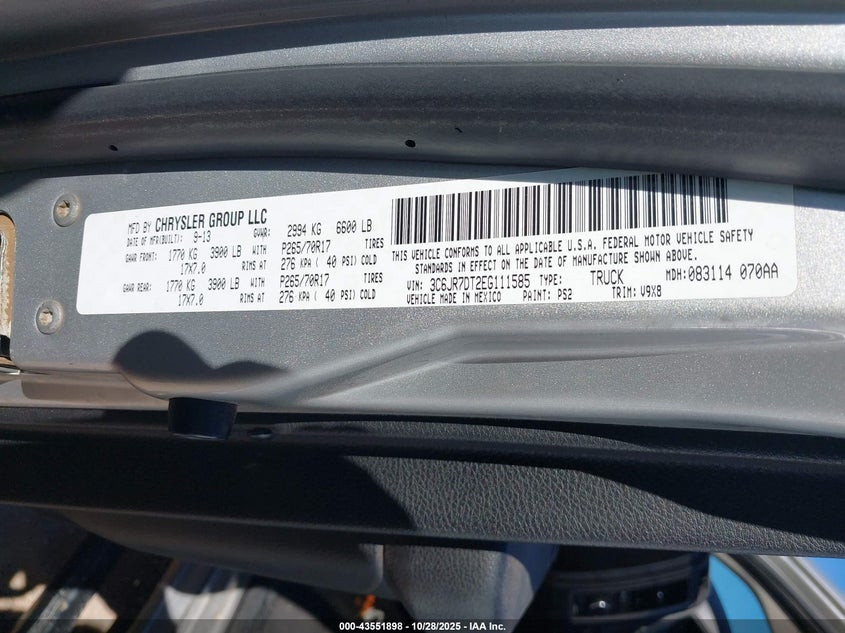 MFD BY CHRYSLER GROUP LLC
DATE OF MFR(BUILT): 9-13 GVWR: 2994 KG 6600 LB
GAWR FRONT: 1770 KG 3900 LB WITH P265/70R17 TIRES
17X7.0 RIMS AT 276 KPA ( 40 PSI) COLD
GAWR REAR: 1770 KG 3900 LB WITH P265/70R17 TIRES
17X7.0 RIMS AT 276 KPA ( 40 PSI) COLD
THIS VEHICLE CONFORMS TO ALL APPLICABLE U.S.A. FEDERAL MOTOR VEHICLE SAFETY
STANDARDS IN EFFECT ON THE DATE OF MANUFACTURE SHOWN ABOVE.
VIN: 3C6JR7DT2EG111585 TYPE: TRUCK MDH: 083114 070AA
VEHICLE MADE IN MEXICO PAINT: PS2 TRIM: V9X8
000-43551898 | 10/28/2025 | IAA Inc.